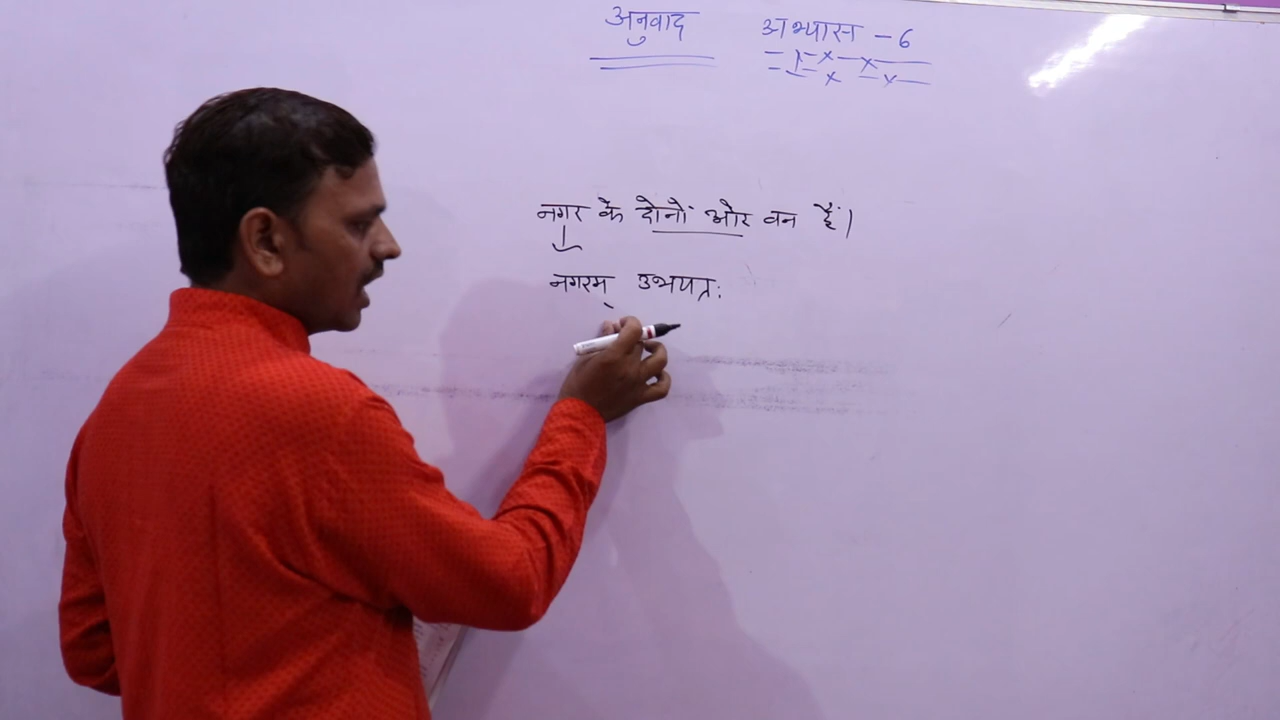 अनुवाद अभ्यास - 6
नगर के दोनों ओर वन हैं।
नगरम् उभयत्रः